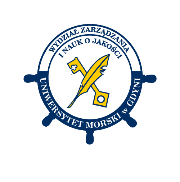 WYDZIAŁ ZARZĄDZANIA
I NAUK O JAKOŚCI
UNIWERSYTET MORSKI w GDYNI